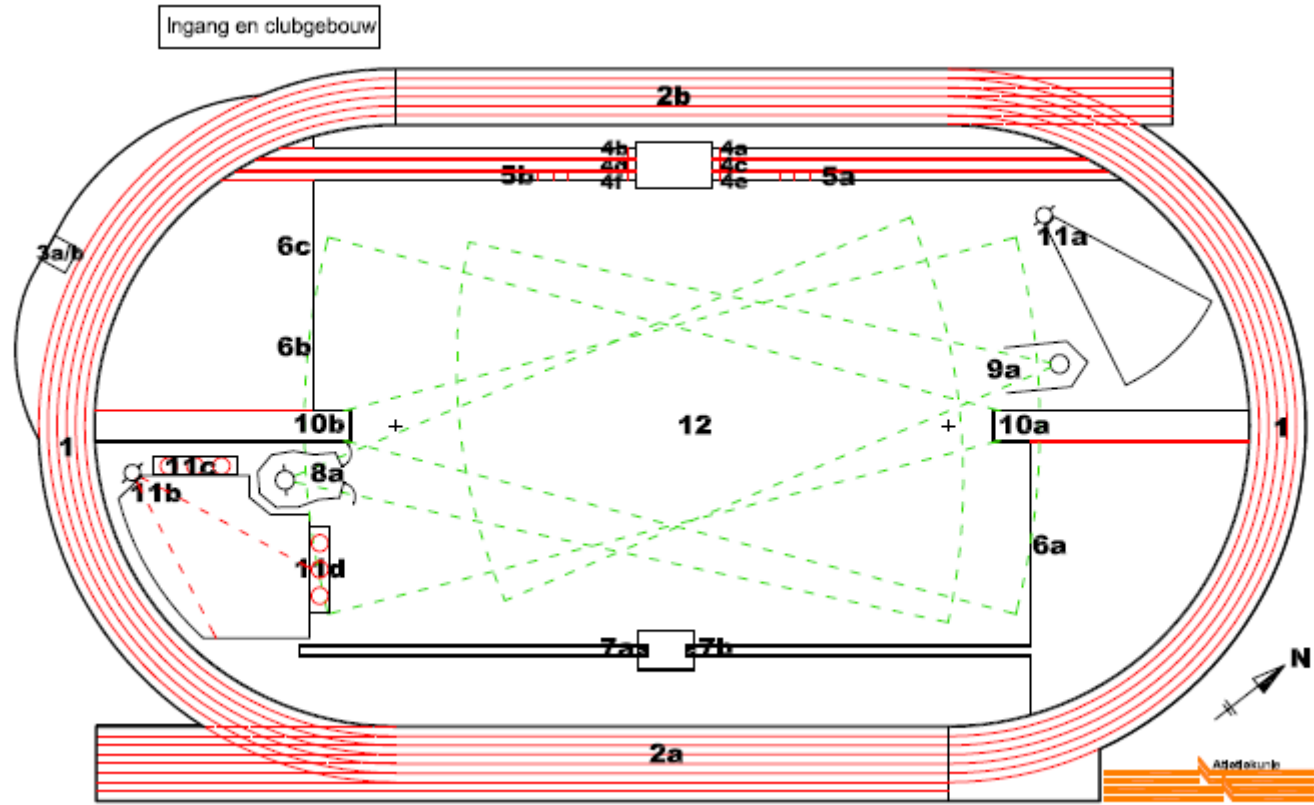 Ingang en clubgebouw
2b
4b 4a
4d 4c
5b 4f 4e 5a
6c 11a
3a/b
6b
9a
10b 12 10a
1 1
11c 8a
11b
6a
11d
7a 7b
N
2a
Atletiekunie